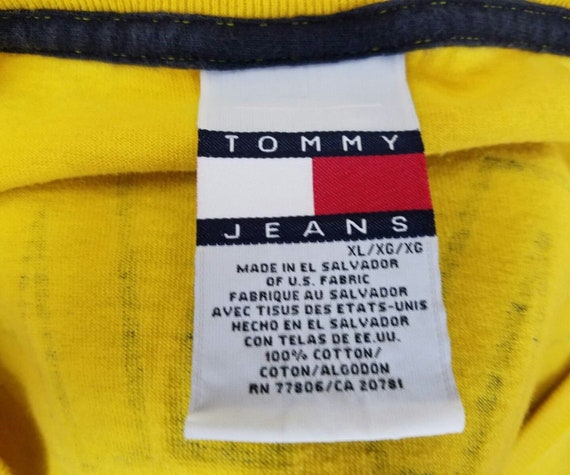 TOMMY
JEANS
XL/XG/XG
MADE IN EL SALVADOR
OF U.S. FABRIC
FABRIQUE AU SALVADOR
AVEC TISUS DES ETATS-UNIS
HECHO EN EL SALVADOR
CON TELAS DE EE.UU.
100% COTTON/
COTON/ALGODON
RN 77806/CA 20781